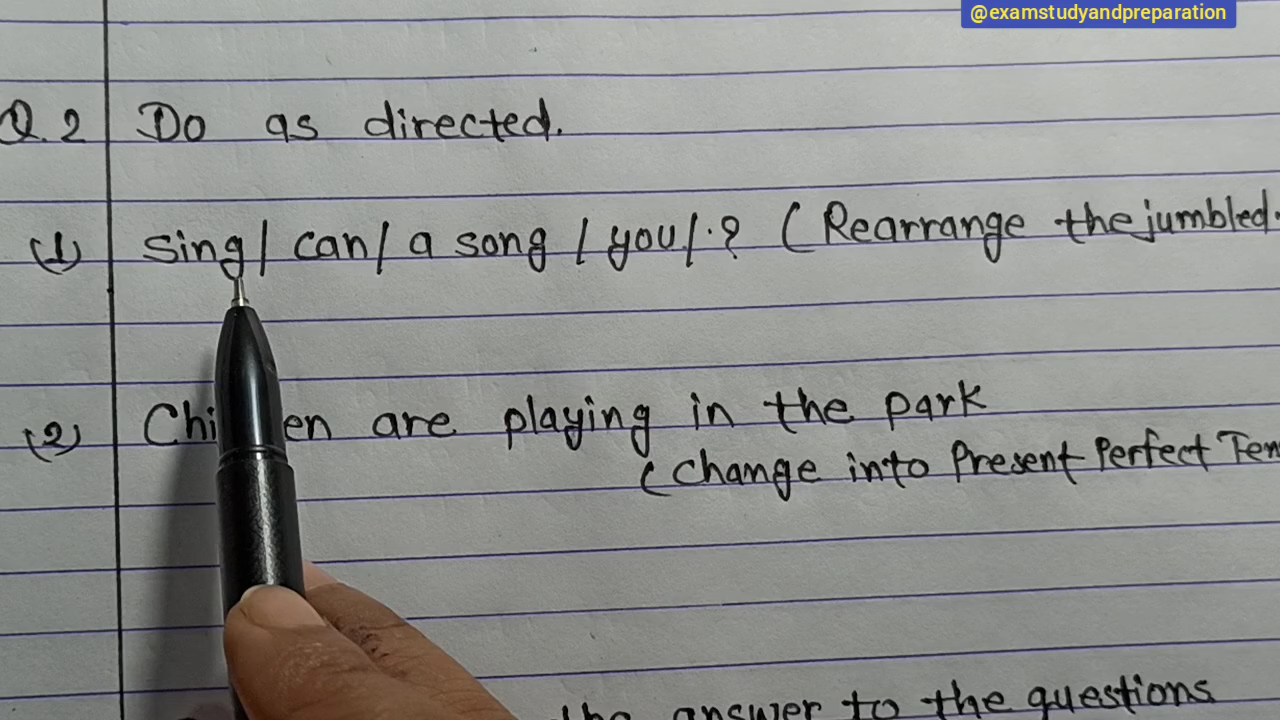 @examstudyandpreparation
Q.2 Do as directed.
(1) sing/ can/ a song / you/.? (Rearrange the jumbled.
(2) Chi en are playing in the park
(Change into Present Perfect Ten
the answer to the questions